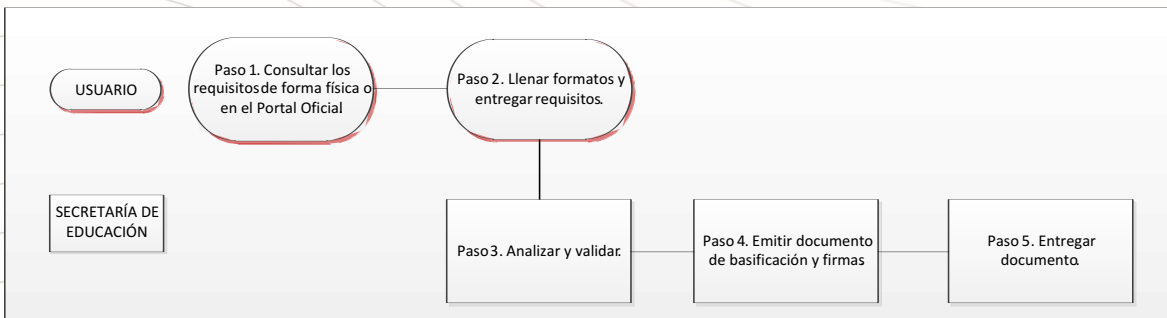 USUARIO
Paso 1. Consultar los
requisitos de forma física o
en el Portal Oficial
Paso 2. Llenar formatos y
entregar requisitos.
SECRETARÍA DE
EDUCACIÓN
Paso 3. Analizar y validar.
Paso 4. Emitir documento
de basificación y firmas
Paso 5. Entregar
documento.